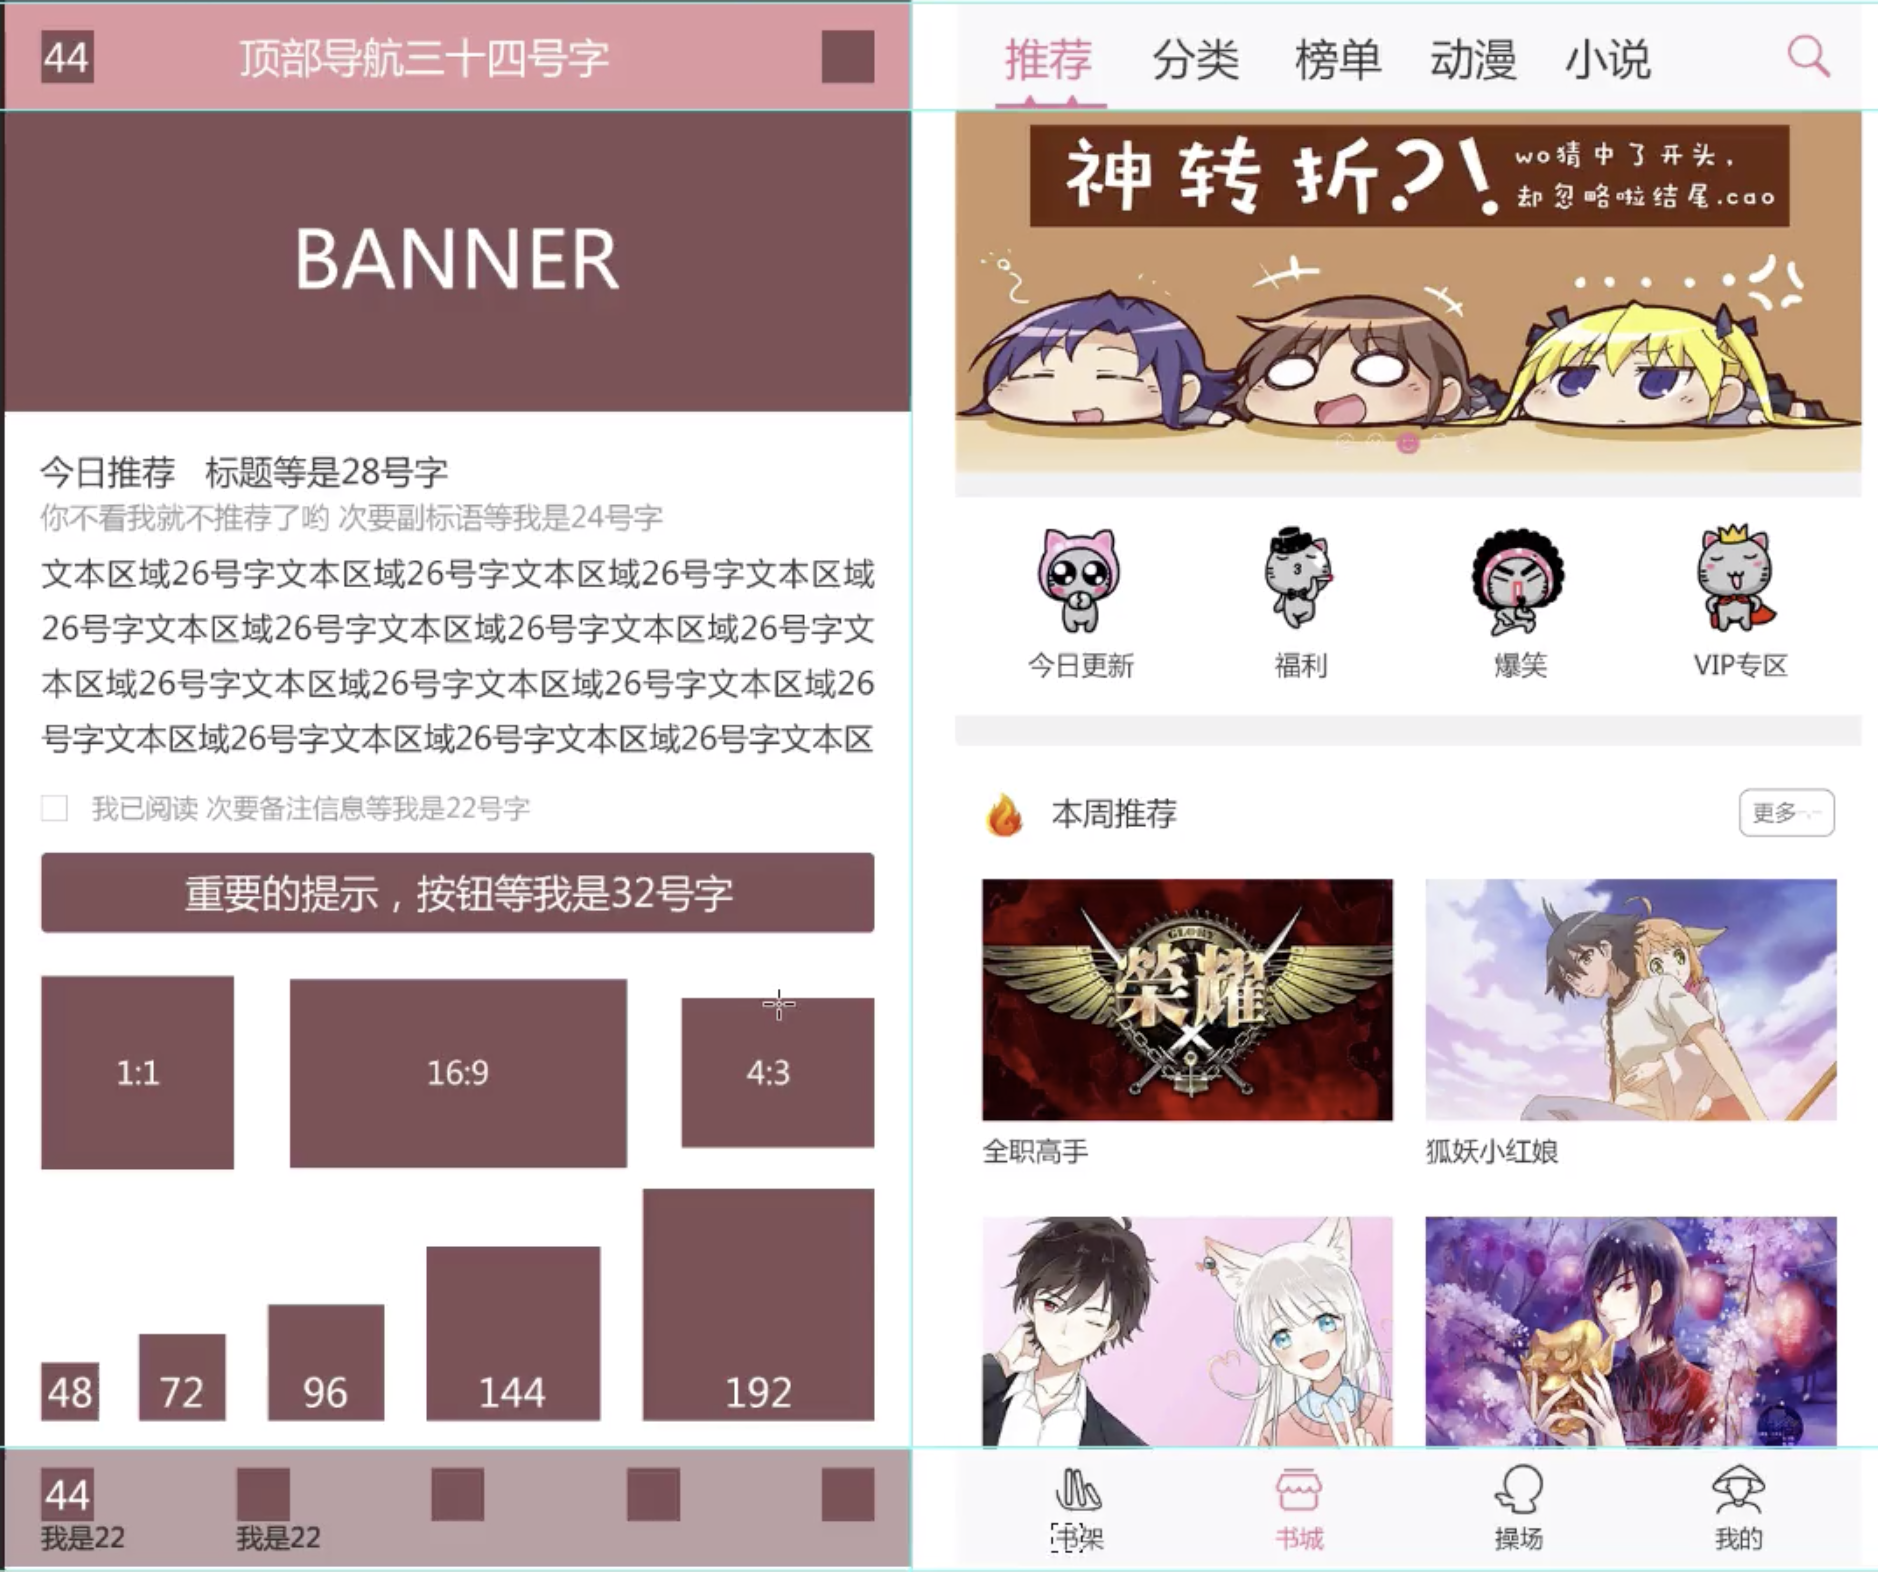 44
顶部导航三十四号字
BANNER
今日推荐 标题等是28号字
你不看我就不推荐了哟 次要副标语等我是24号字
文本区域26号字文本区域26号字文本区域26号字文本区域
26号字文本区域26号字文本区域26号字文本区域26号字文
本区域26号字文本区域26号字文本区域26号字文本区域26
号字文本区域26号字文本区域26号字文本区域26号字文本区
我已阅读 次要备注信息等我是22号字
重要的提示，按钮等我是32号字
1:1
16:9
4:3
48
72
96
144
192
44
我是22
我是22
推荐 分类 榜单 动漫 小说
神转折?!
wo猜中了开头，
却忽略啦结尾.cao
今日更新
福利
爆笑
VIP专区
本周推荐
更多
GLORY
荣耀
全职高手
狐妖小红娘
书架
书城
操场
我的